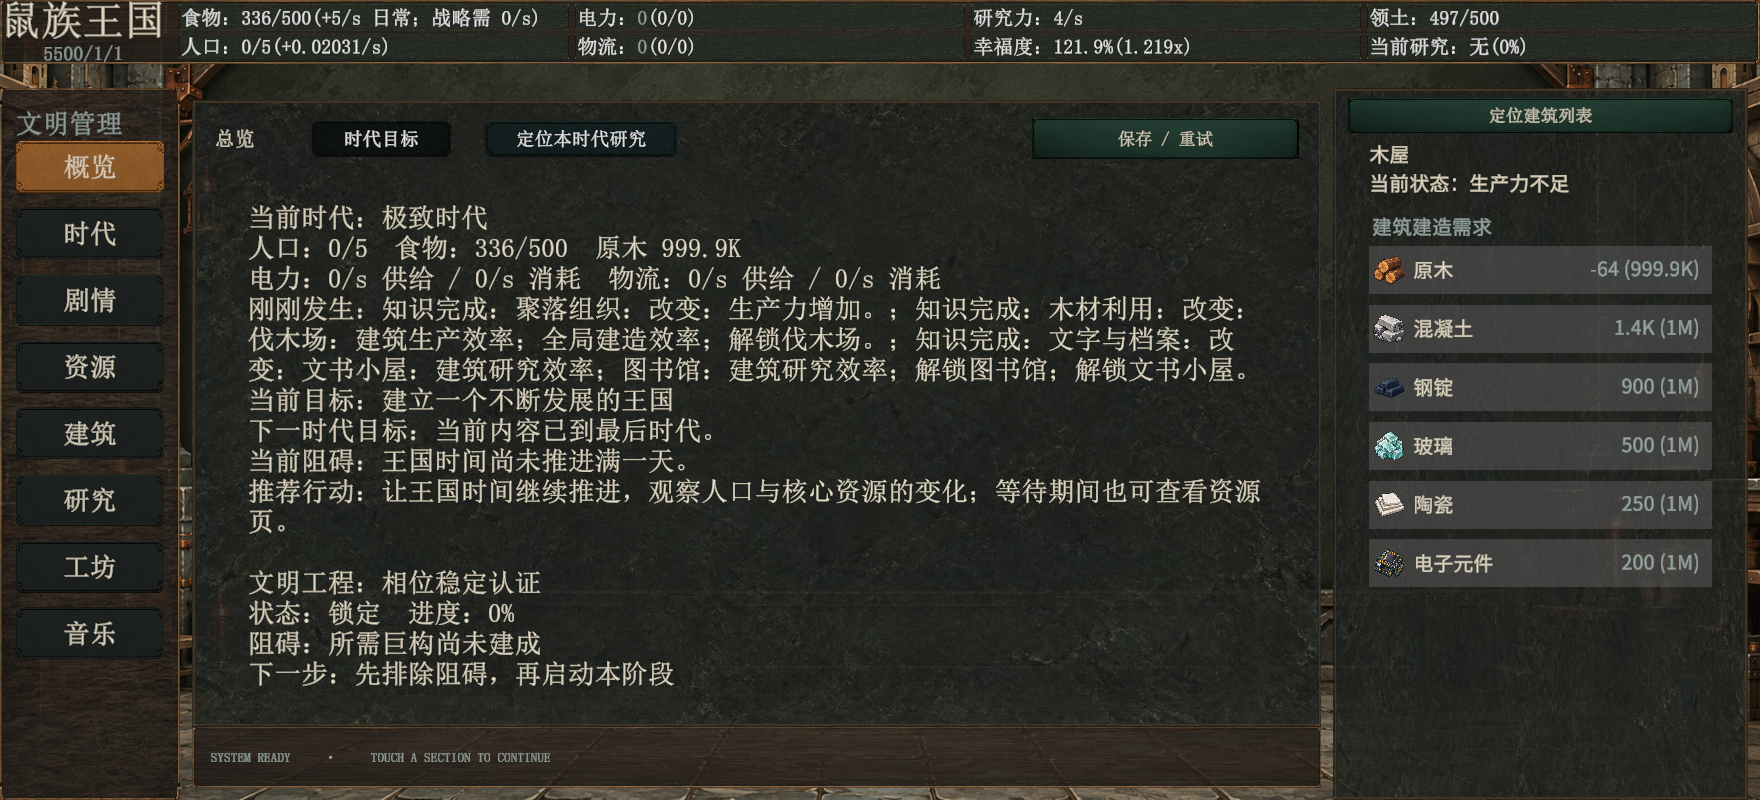 鼠族王国
5500/1/1
食物: 336/500(+5/s 日常; 战略需 0/s)
人口: 0/5(+0.02031/s)
电力: 0(0/0)
物流: 0(0/0)
研究力: 4/s
幸福度: 121.9%(1.219x)
领土: 497/500
当前研究: 无(0%)
文明管理
概览
时代
剧情
资源
建筑
研究
工坊
音乐
总览
时代目标
定位本时代研究
保存 / 重试
当前时代: 极致时代
人口: 0/5 食物: 336/500 原木 999.9K
电力: 0/s 供给 / 0/s 消耗 物流: 0/s 供给 / 0/s 消耗
刚刚发生: 知识完成: 聚落组织: 改变: 生产力增加。; 知识完成: 木材利用: 改变:
伐木场: 建筑生产效率; 全局建造效率; 解锁伐木场。; 知识完成: 文字与档案: 改
变: 文书小屋: 建筑研究效率; 图书馆: 建筑研究效率; 解锁图书馆; 解锁文书小屋。
当前目标: 建立一个不断发展的王国
下一时代目标: 当前内容已到最后时代。
当前阻碍: 王国时间尚未推进满一天。
推荐行动: 让王国时间继续推进, 观察人口与核心资源的变化; 等待期间也可查看资源
页。
文明工程: 相位稳定认证
状态: 锁定 进度: 0%
阻碍: 所需巨构尚未建成
下一步: 先排除阻碍, 再启动本阶段
SYSTEM READY · TOUCH A SECTION TO CONTINUE
定位建筑列表
木屋
当前状态: 生产力不足
建筑建造需求
原木 -64 (999.9K)
混凝土 1.4K (1M)
钢锭 900 (1M)
玻璃 500 (1M)
陶瓷 250 (1M)
电子元件 200 (1M)